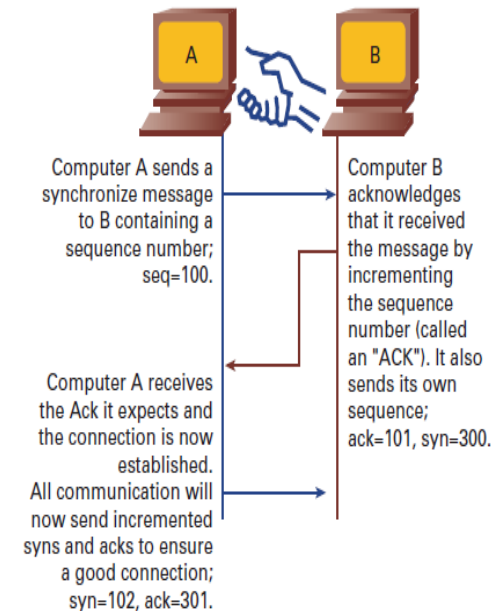 A
B
Computer A sends a
synchronize message
to B containing a
sequence number;
seq=100.
Computer B
acknowledges
that it received
the message by
incrementing
the sequence
number (called
an "ACK"). It also
sends its own
sequence;
ack=101, syn=300.
Computer A receives
the Ack it expects and
the connection is now
established.
All communication will
now send incremented
syns and acks to ensure
a good connection;
syn=102, ack=301.